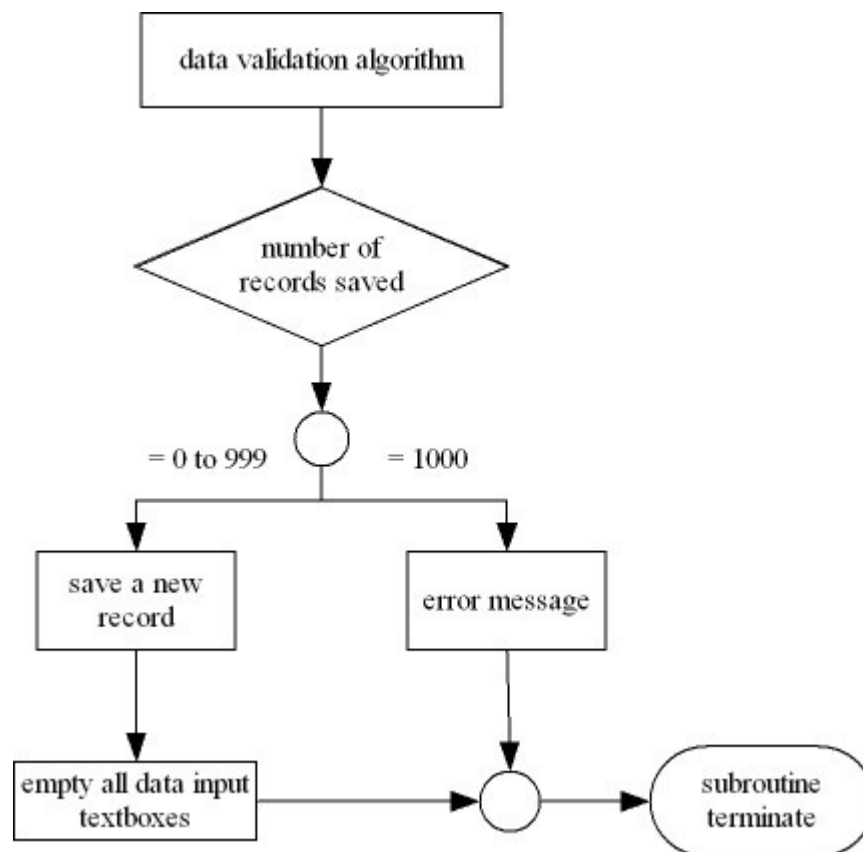 data validation algorithm
number of
records saved
= 0 to 999
= 1000
save a new
record
error message
empty all data input
textboxes
subroutine
terminate